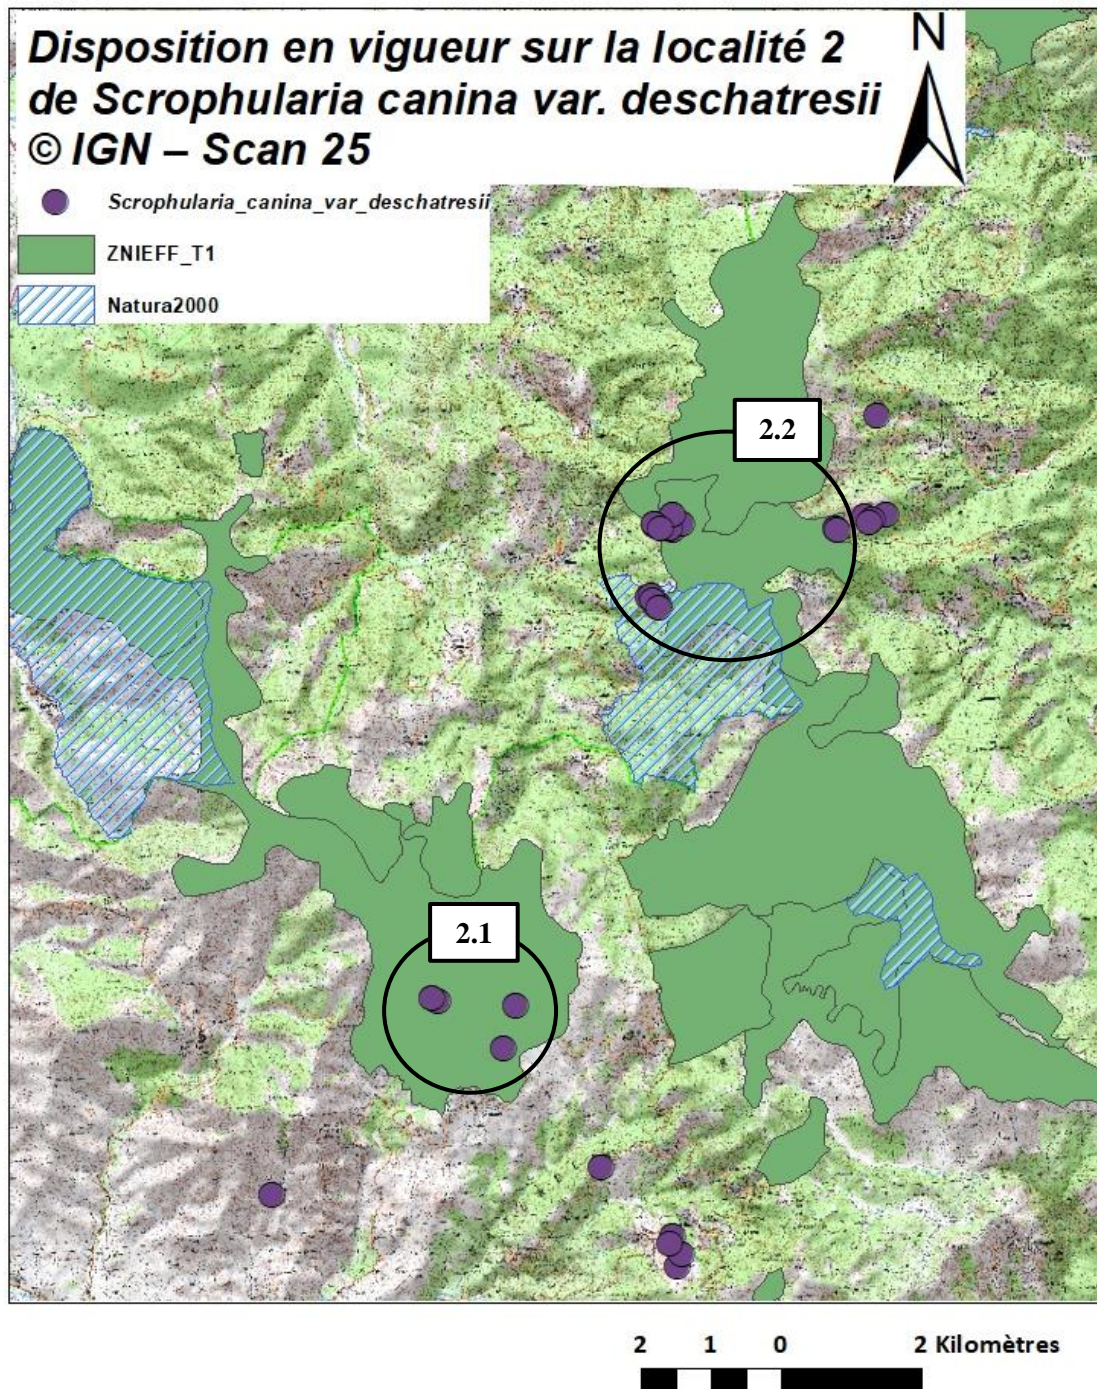 Disposition en vigueur sur la localité 2
de Scrophularia canina var. deschatresii
© IGN – Scan 25
N
Scrophularia_canina_var_deschatresii
ZNIEFF_T1
Natura2000
2.2
2.1
2 1 0 2 Kilomètres